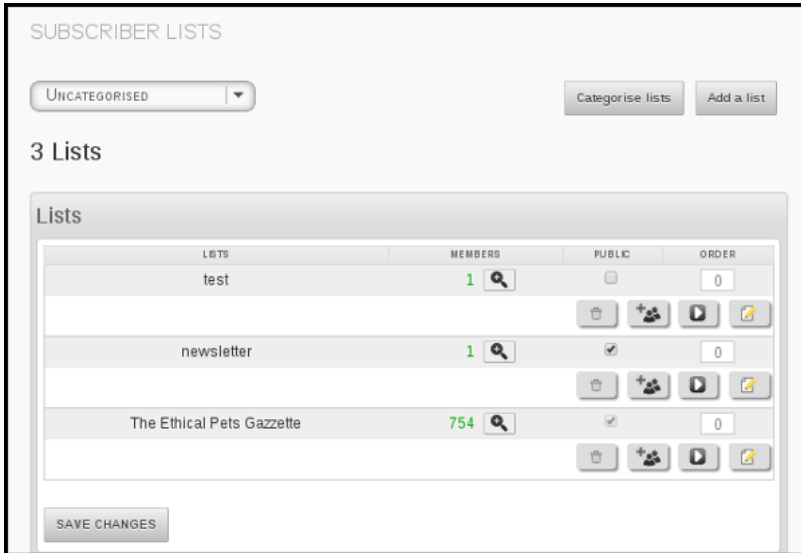 SUBSCRIBER LISTS
UNCATEGORISED
Categorise lists Add a list
3 Lists
Lists
LISTS MEMBERS PUBLIC ORDER
test 1 0
newsletter 1 0
The Ethical Pets Gazzette 754 0
SAVE CHANGES